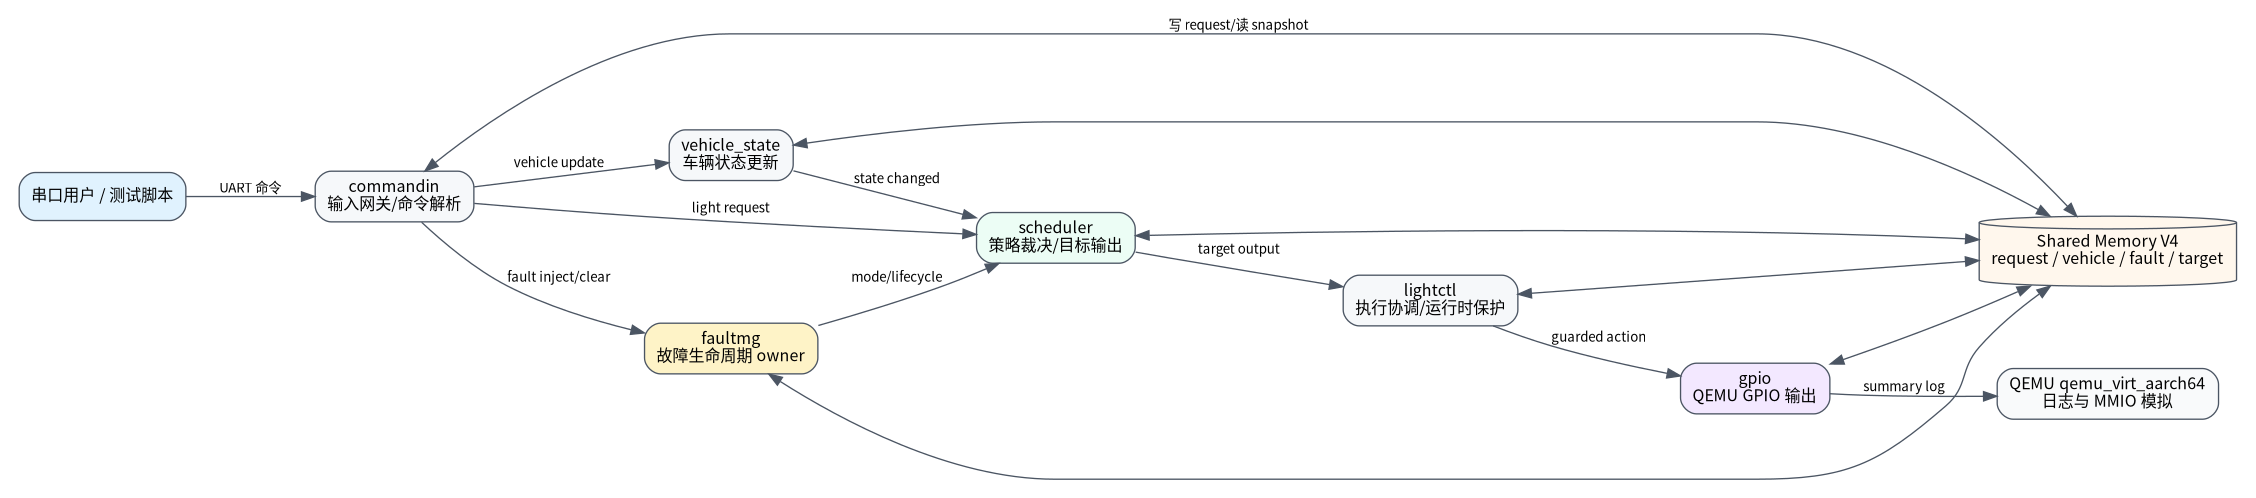 写 request/读 snapshot
串口用户 / 测试脚本
UART 命令
commandin
输入网关/命令解析
vehicle update
light request
fault inject/clear
vehicle_state
车辆状态更新
state changed
faultmg
故障生命周期 owner
mode/lifecycle
scheduler
策略裁决/目标输出
target output
lightctl
执行协调/运行时保护
guarded action
gpio
QEMU GPIO 输出
summary log
Shared Memory V4
request / vehicle / fault / target
QEMU qemu_virt_aarch64
日志与 MMIO 模拟